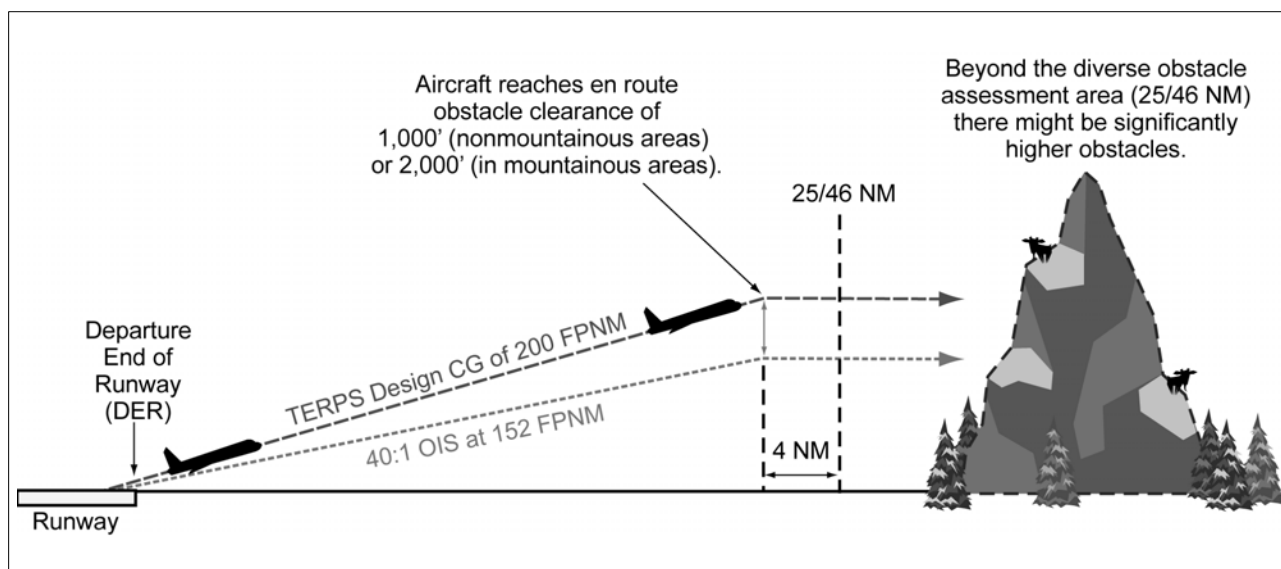 Aircraft reaches en route
obstacle clearance of
1,000’ (nonmountainous areas)
or 2,000’ (in mountainous areas).
Beyond the diverse obstacle
assessment area (25/46 NM)
there might be significantly
higher obstacles.
25/46 NM
Departure
End of
Runway
(DER)
TERPS Design CG of 200 FPNM
40:1 OIS at 152 FPNM
4 NM
Runway